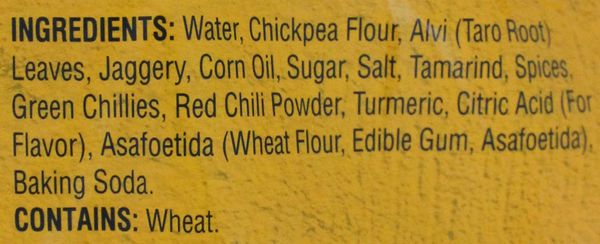 INGREDIENTS: Water, Chickpea Flour, Alvi (Taro Root)
Leaves, Jaggery, Corn Oil, Sugar, Salt, Tamarind, Spices,
Green Chillies, Red Chili Powder, Turmeric, Citric Acid (For
Flavor), Asafoetida (Wheat Flour, Edible Gum, Asafoetida),
Baking Soda.
CONTAINS: Wheat.